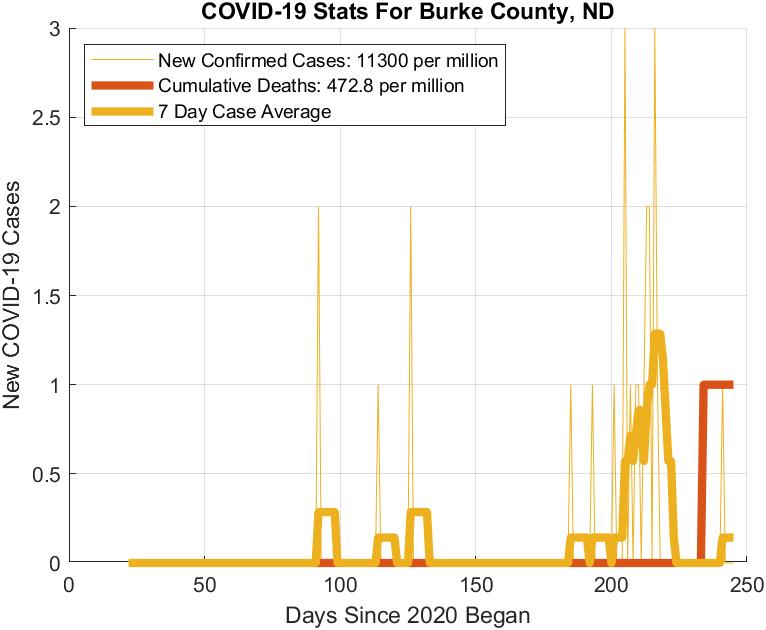 COVID-19 Stats For Burke County, ND
3
New Confirmed Cases: 11300 per million
Cumulative Deaths: 472.8 per million
7 Day Case Average
2.5
2
1.5
1
0.5
0
New COVID-19 Cases
0 50 100 150 200 250
Days Since 2020 Began